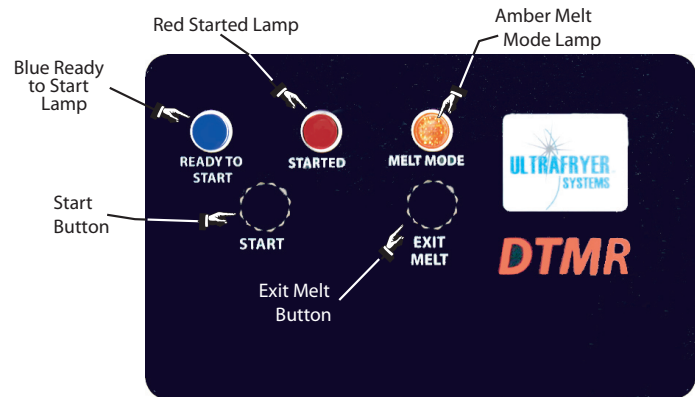 Red Started Lamp
Amber Melt
Mode Lamp
Blue Ready
to Start
Lamp
READY TO
START
STARTED
MELT MODE
ULTRAFRYER
SYSTEMS
Start
Button
START
EXIT
MELT
DTMR
Exit Melt
Button